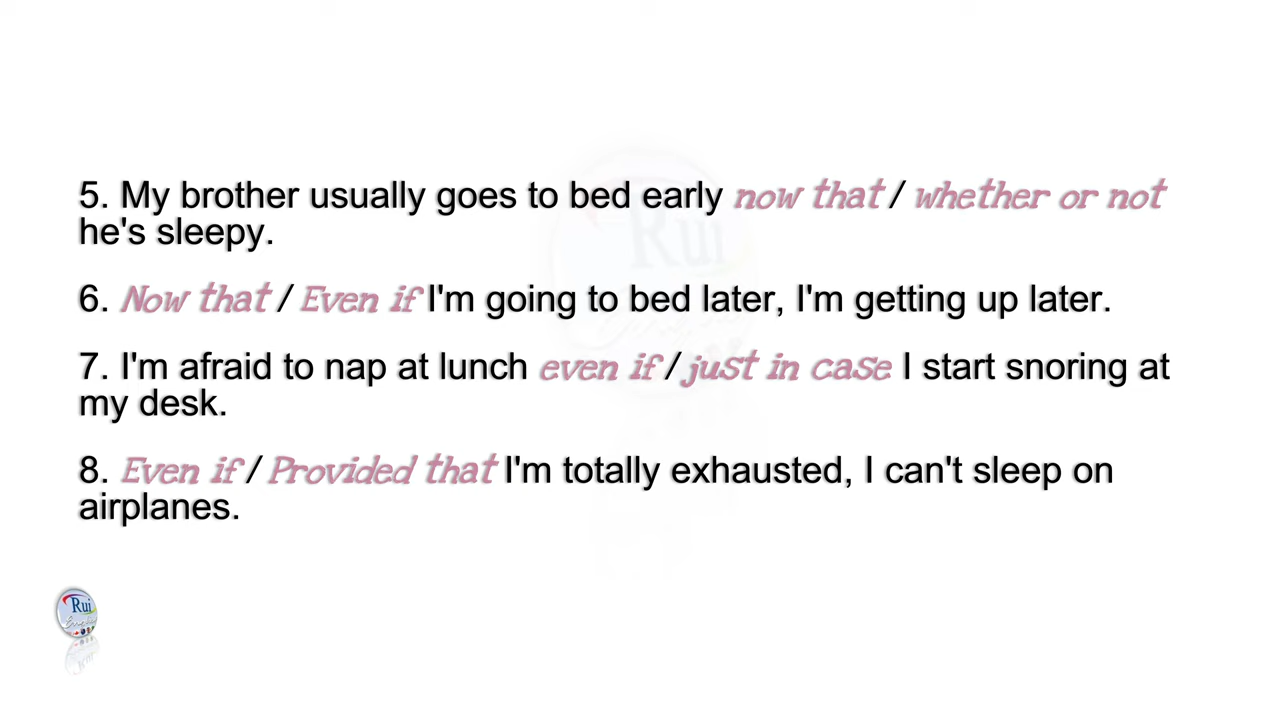 5. My brother usually goes to bed early now that / whether or not
he's sleepy.
6. Now that / Even if I'm going to bed later, I'm getting up later.
7. I'm afraid to nap at lunch even if / just in case I start snoring at
my desk.
8. Even if / Provided that I'm totally exhausted, I can't sleep on
airplanes.
Rui